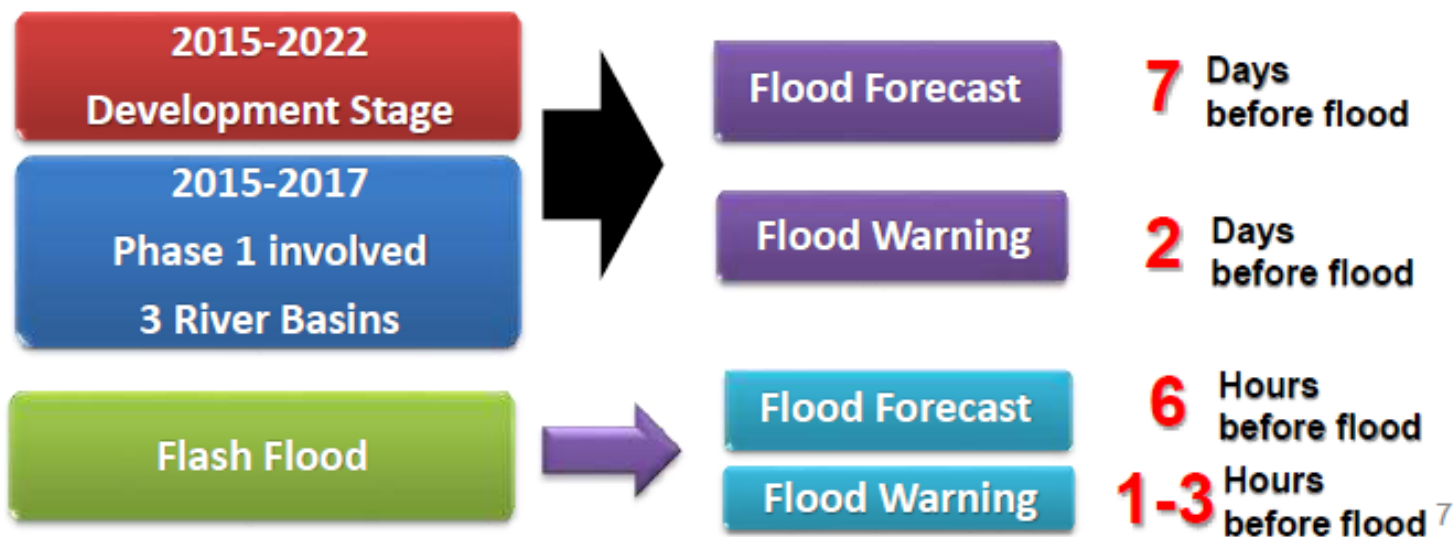 2015-2022
Development Stage
2015-2017
Phase 1 involved
3 River Basins
Flood Forecast
7 Days
before flood
Flood Warning
2 Days
before flood
Flash Flood
Flood Forecast
6 Hours
before flood
Flood Warning
1-3 Hours
before flood
7